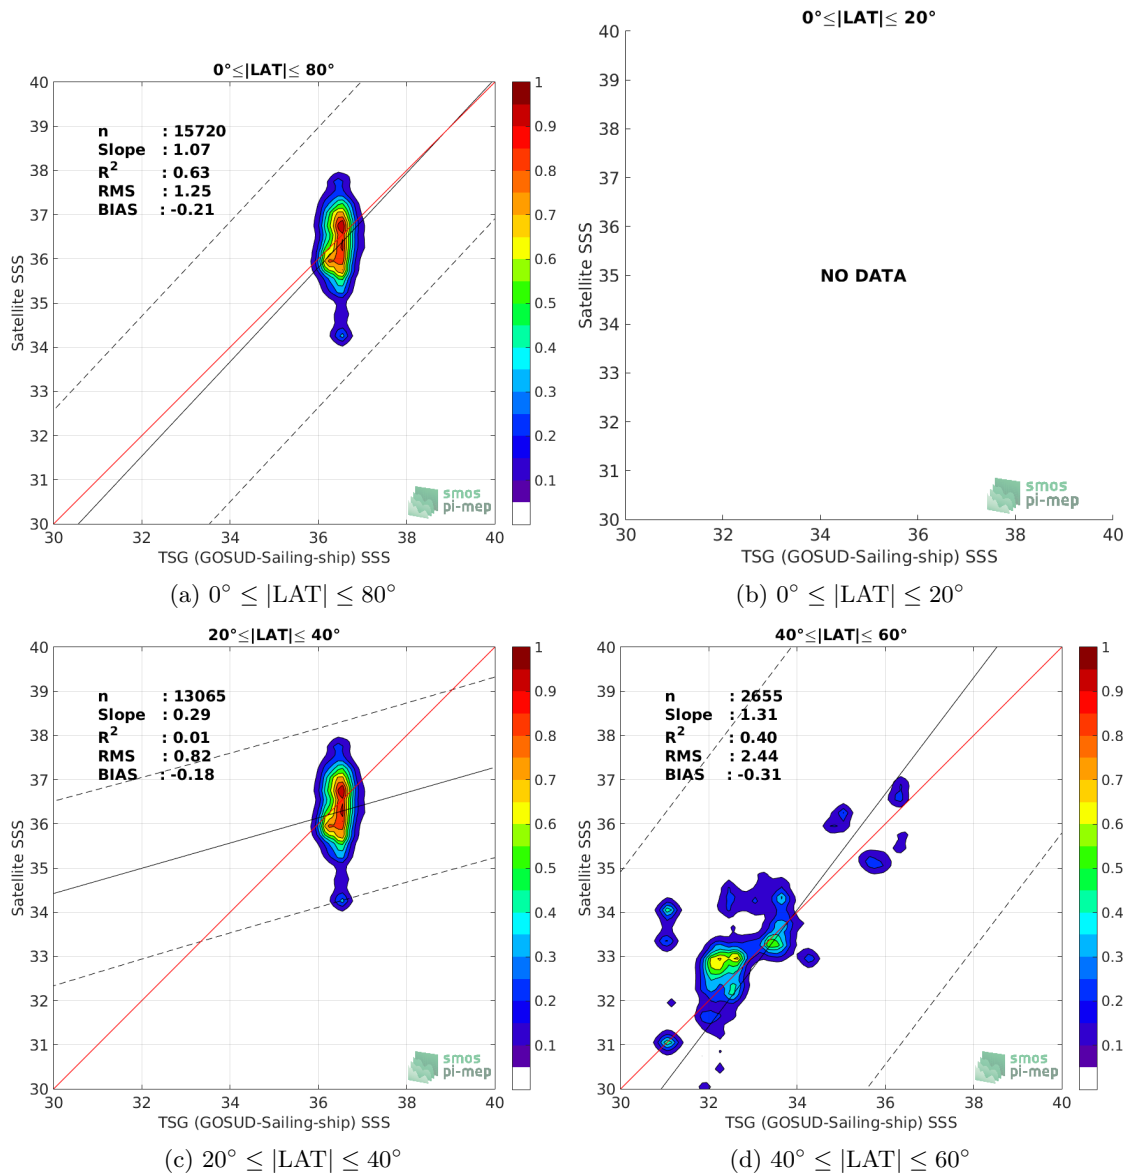 0°≤|LAT|≤ 80°
n : 15720
Slope : 1.07
R² : 0.63
RMS : 1.25
BIAS : -0.21
40
39
38
37
36
35
34
33
32
31
30
Satellite SSS
30 32 34 36 38 40
TSG (GOSUD-Sailing-ship) SSS
1
0.9
0.8
0.7
0.6
0.5
0.4
0.3
0.2
0.1
smos
pi-mep
(a) 0° ≤ |LAT| ≤ 80°
0°≤|LAT|≤ 20°
40
39
38
37
36
35
34
33
32
31
30
Satellite SSS
NO DATA
30 32 34 36 38 40
TSG (GOSUD-Sailing-ship) SSS
smos
pi-mep
(b) 0° ≤ |LAT| ≤ 20°
20°≤|LAT|≤ 40°
n : 13065
Slope : 0.29
R² : 0.01
RMS : 0.82
BIAS : -0.18
40
39
38
37
36
35
34
33
32
31
30
Satellite SSS
30 32 34 36 38 40
TSG (GOSUD-Sailing-ship) SSS
1
0.9
0.8
0.7
0.6
0.5
0.4
0.3
0.2
0.1
smos
pi-mep
(c) 20° ≤ |LAT| ≤ 40°
40°≤|LAT|≤ 60°
n : 2655
Slope : 1.31
R² : 0.40
RMS : 2.44
BIAS : -0.31
40
39
38
37
36
35
34
33
32
31
30
Satellite SSS
30 32 34 36 38 40
TSG (GOSUD-Sailing-ship) SSS
1
0.9
0.8
0.7
0.6
0.5
0.4
0.3
0.2
0.1
smos
pi-mep
(d) 40° ≤ |LAT| ≤ 60°